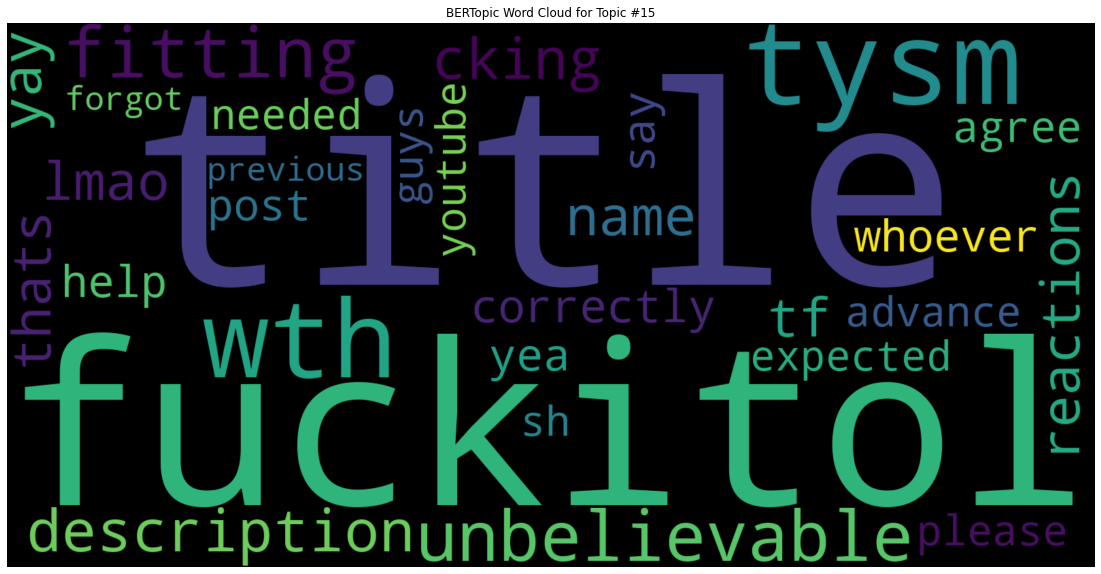 BERTopic Word Cloud for Topic #15
yay
fitting
cking
tysm
forgot
needed
guys
youtube
say
agree
title
lmao
previous
post
name
whoever
reactions
thats
help
correctly
tf
advance
wth
yea
expected
fuckitol
sh
description
unbelievable
please